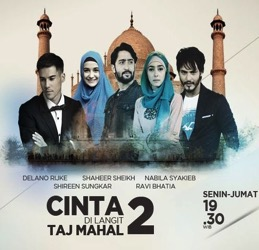 DELANO RIJKE SHAHEER SHEIKH NABILA SYAKIEB
SHIREEN SUNGKAR RAVI BHATIA
CINTA
DI LANGIT
TAJ MAHAL
2
SENIN-JUMAT
19
.30
WIB